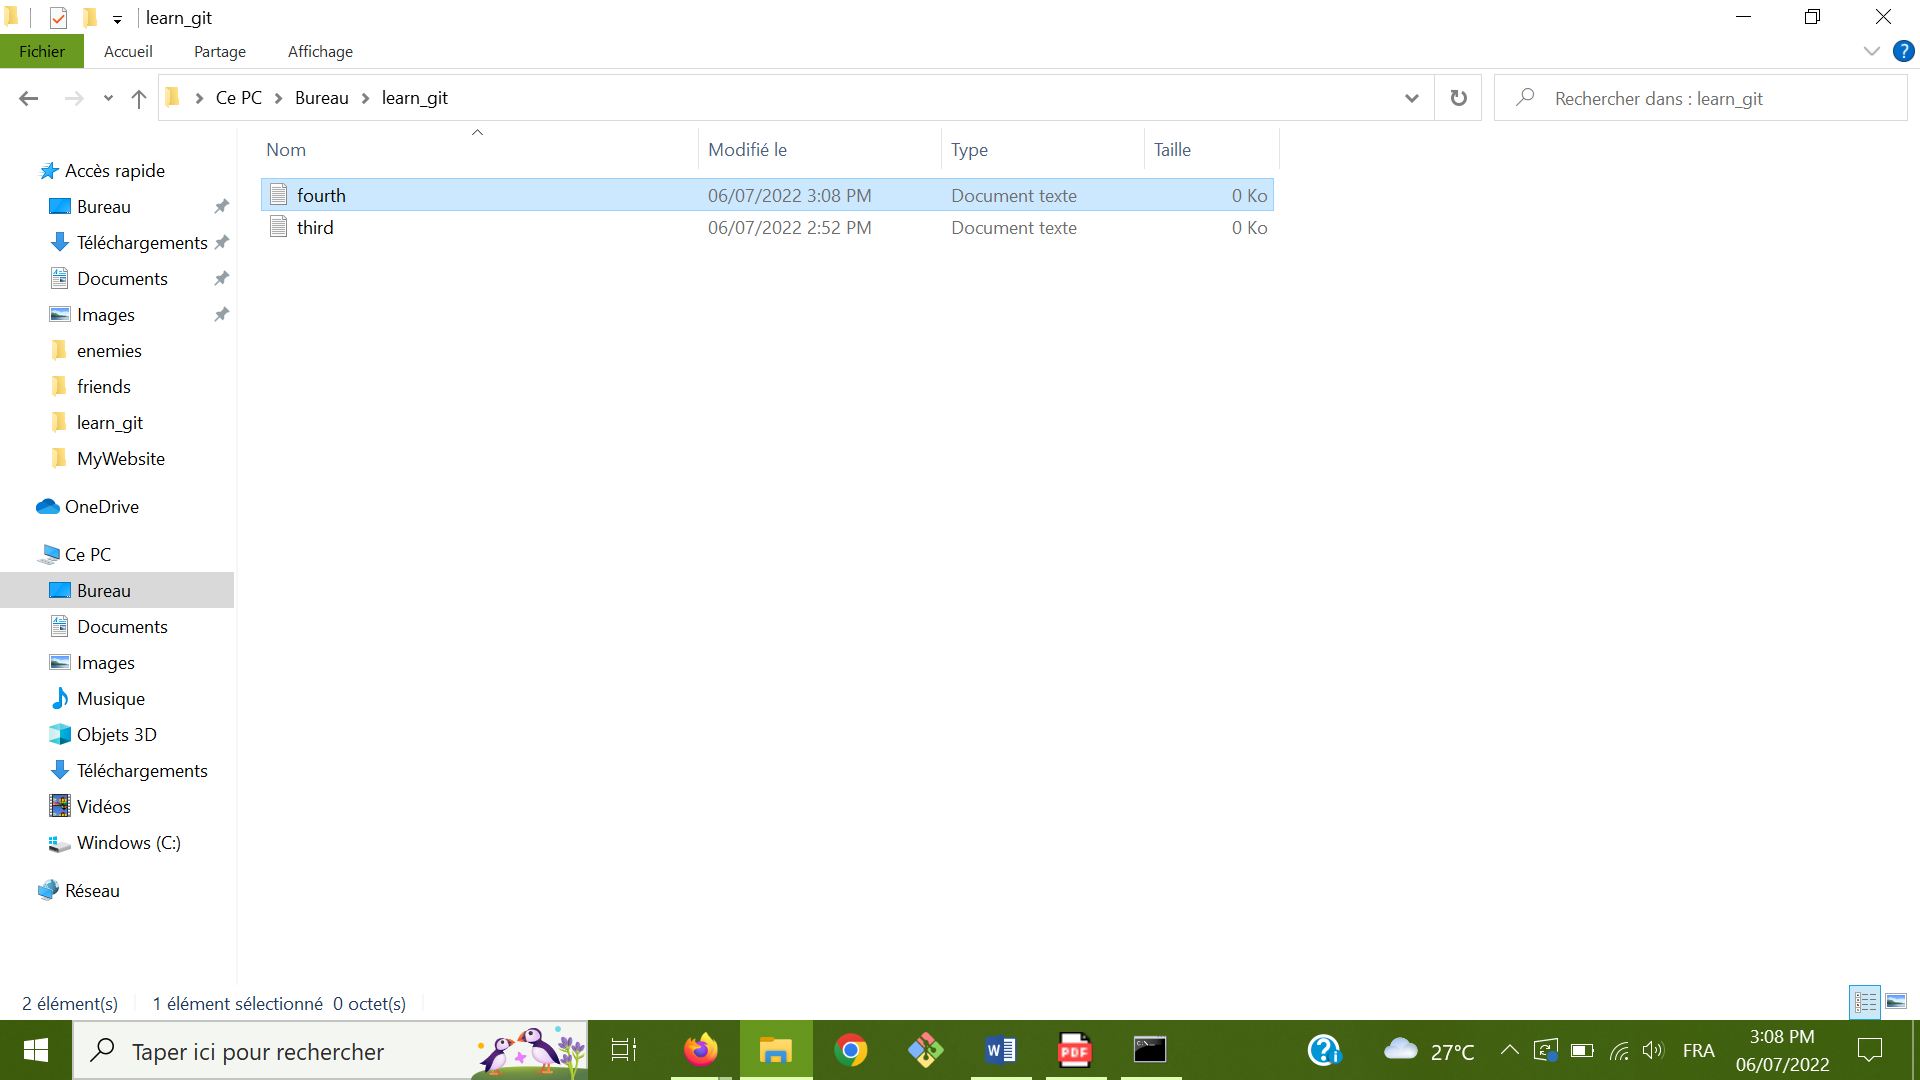 learn_git
Fichier Accueil Partage Affichage
Ce PC Bureau learn_git Rechercher dans : learn_git
Nom Modifié le Type Taille
fourth 06/07/2022 3:08 PM Document texte 0 Ko
third 06/07/2022 2:52 PM Document texte 0 Ko
Accès rapide
Bureau
Téléchargements
Documents
Images
enemies
friends
learn_git
MyWebsite
OneDrive
Ce PC
Bureau
Documents
Images
Musique
Objets 3D
Téléchargements
Vidéos
Windows (C:)
Réseau
2 élément(s) 1 élément sélectionné 0 octet(s)
Taper ici pour rechercher
W
PDF
27°C
FRA
3:08 PM
06/07/2022